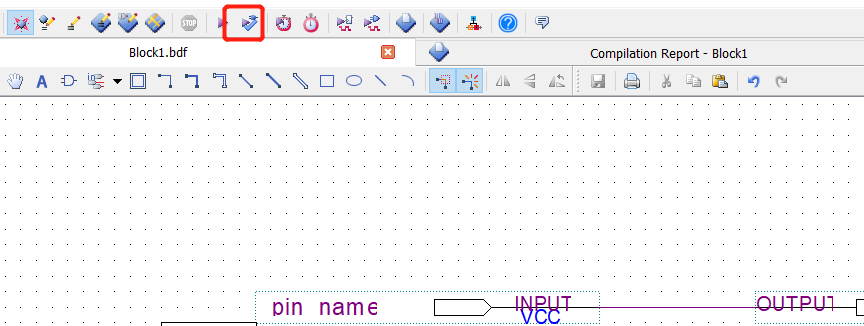 STOP
Block1.bdf
Compilation Report - Block1
A
pin_name
INPUT
VCC
OUTPUT